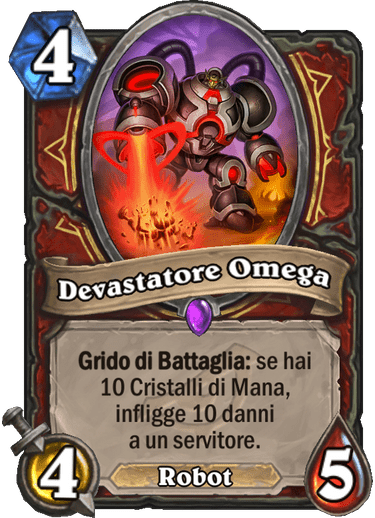 4
Devastatore Omega
Grido di Battaglia: se hai
10 Cristalli di Mana,
infligge 10 danni
a un servitore.
4
Robot
5